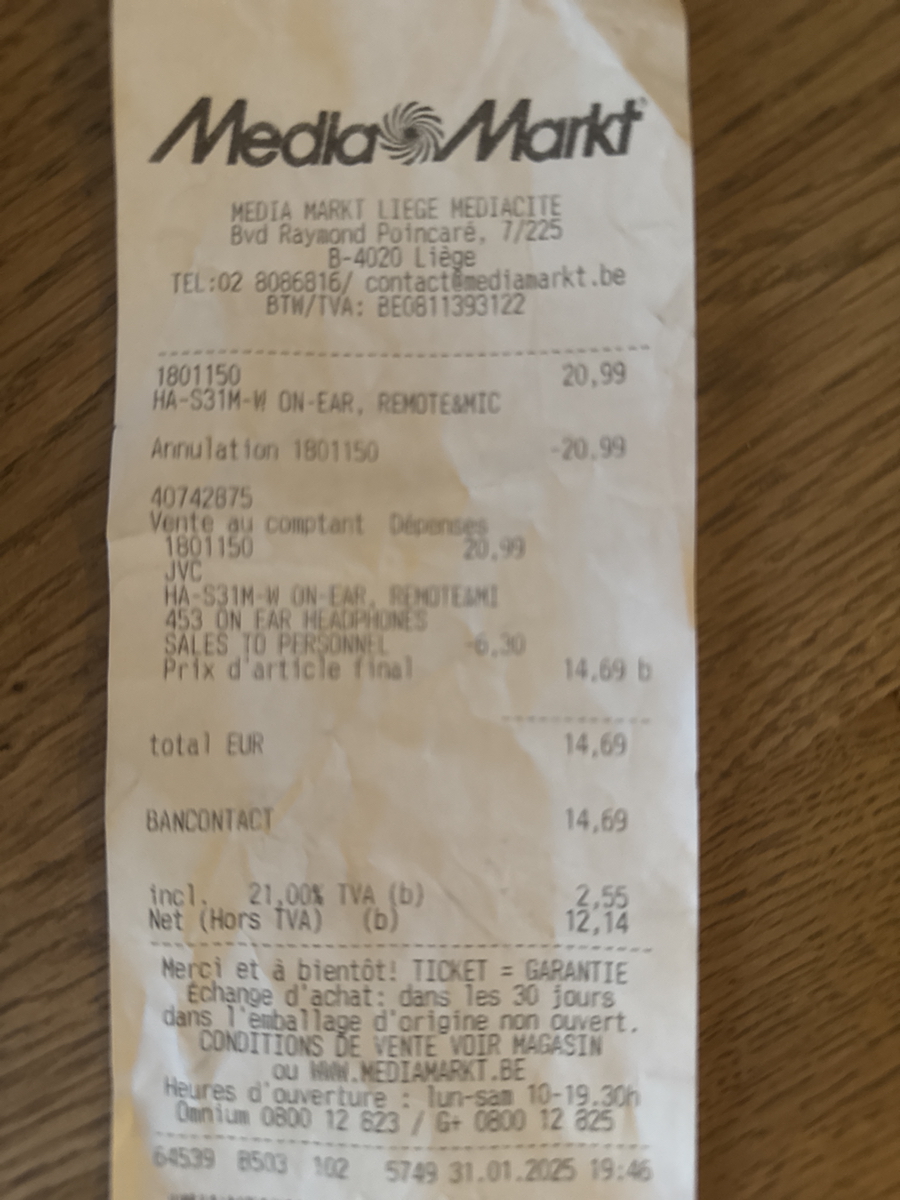 Media Markt
MEDIA MARKT LIEGE MEDIACITE
Bvd Raymond Poincaré, 7/225
B-4020 Liège
TEL:02 8086816/ contact@mediamarkt.be
BTW/TVA: BE0811393122
1801150 20,99
HA-S31M-W ON-EAR, REMOTE&MIC
Annulation 1801150 -20,99
40742875
Vente au comptant Dépenses
1801150 20,99
JVC
HA-S31M-W ON-EAR, REMOTE&MI
453 ON EAR HEADPHONES
SALES TO PERSONNEL -6,30
Prix d'article final 14,69 b
total EUR 14,69
BANCONTACT 14,69
incl. 21,00% TVA (b) 2,55
Net (Hors TVA) (b) 12,14
Merci et à bientôt! TICKET = GARANTIE
Échange d'achat: dans les 30 jours
dans l'emballage d'origine non ouvert.
CONDITIONS DE VENTE VOIR MAGASIN
ou WWW.MEDIAMARKT.BE
Heures d'ouverture : lun-sam 10-19.30h
Omnium 0800 12 623 / G+ 0800 12 825
64539 8503 102 5749 31.01.2025 19:46